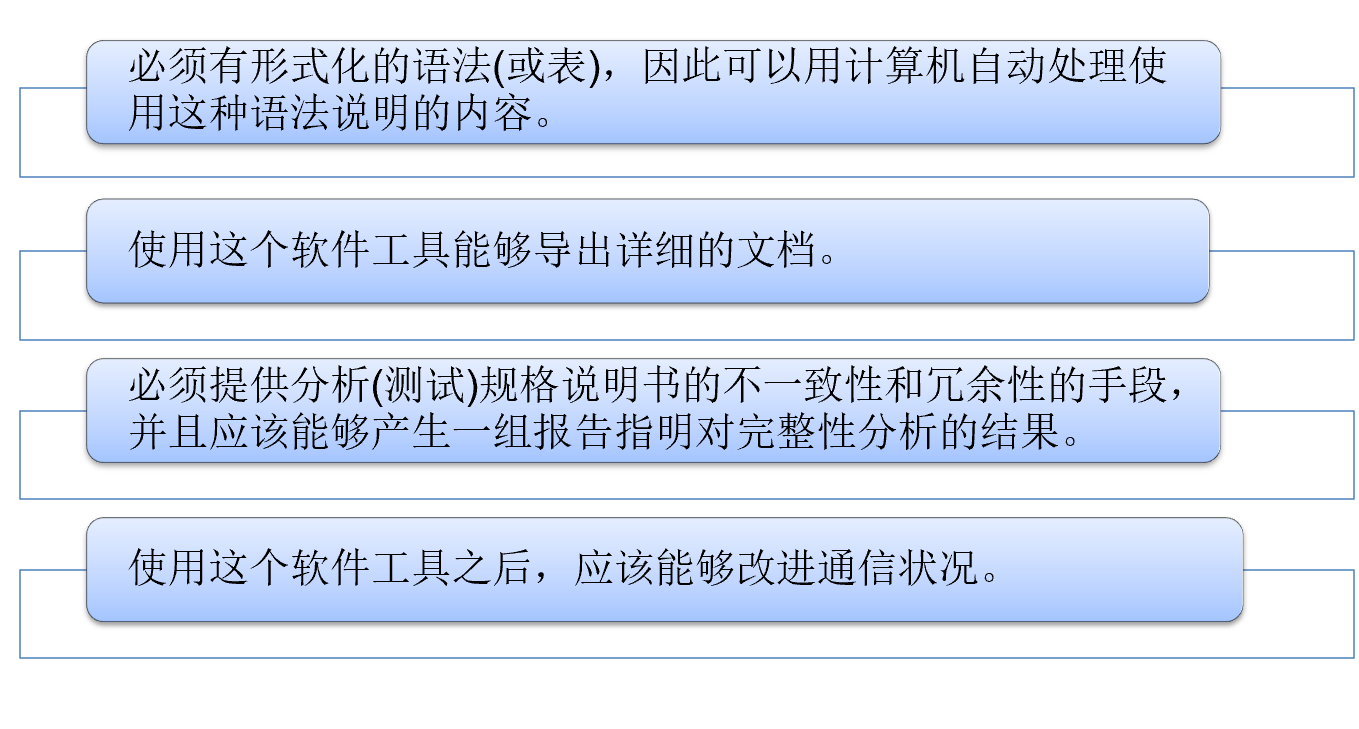 必须有形式化的语法(或表)，因此可以用计算机自动处理使
用这种语法说明的内容。
使用这个软件工具能够导出详细的文档。
必须提供分析(测试)规格说明书的不一致性和冗余性的手段，
并且应该能够产生一组报告指明对完整性分析的结果。
使用这个软件工具之后，应该能够改进通信状况。